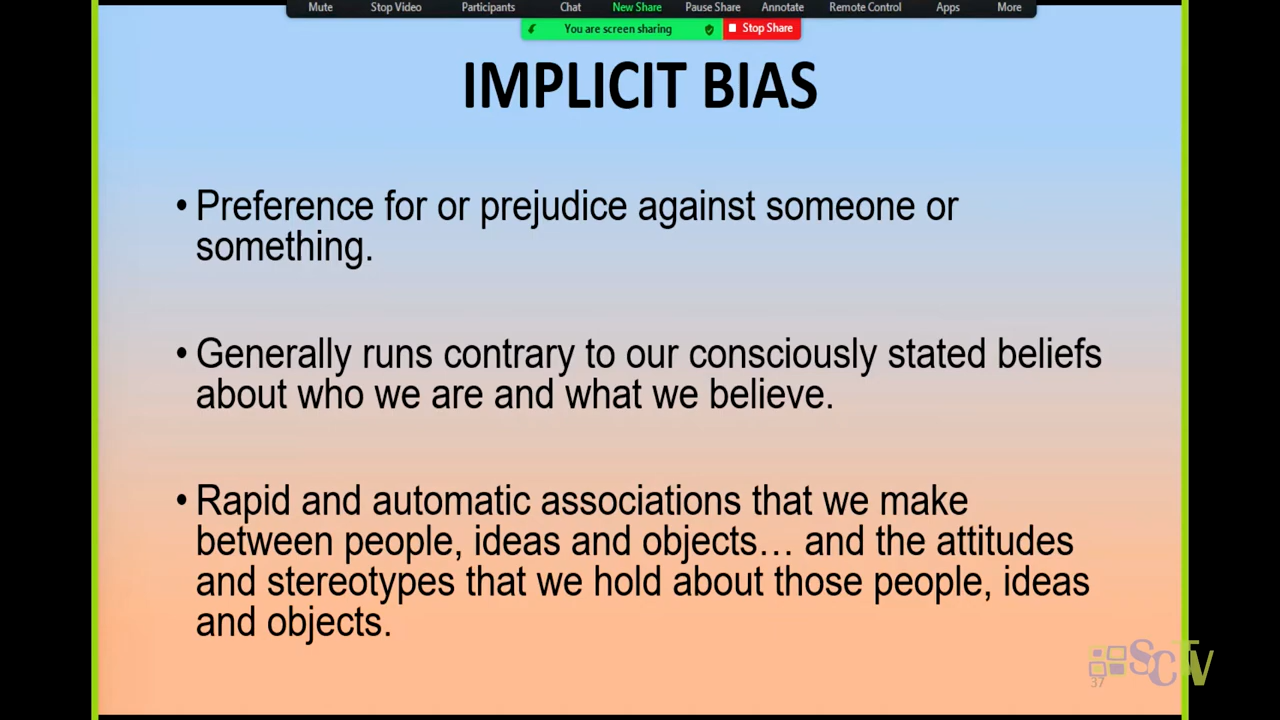 Mute Stop Video Participants Chat New Share Pause Share Annotate Remote Control Apps More
You are screen sharing Stop Share
IMPLICIT BIAS
• Preference for or prejudice against someone or
something.
• Generally runs contrary to our consciously stated beliefs
about who we are and what we believe.
• Rapid and automatic associations that we make
between people, ideas and objects… and the attitudes
and stereotypes that we hold about those people, ideas
and objects.
SCTV
37